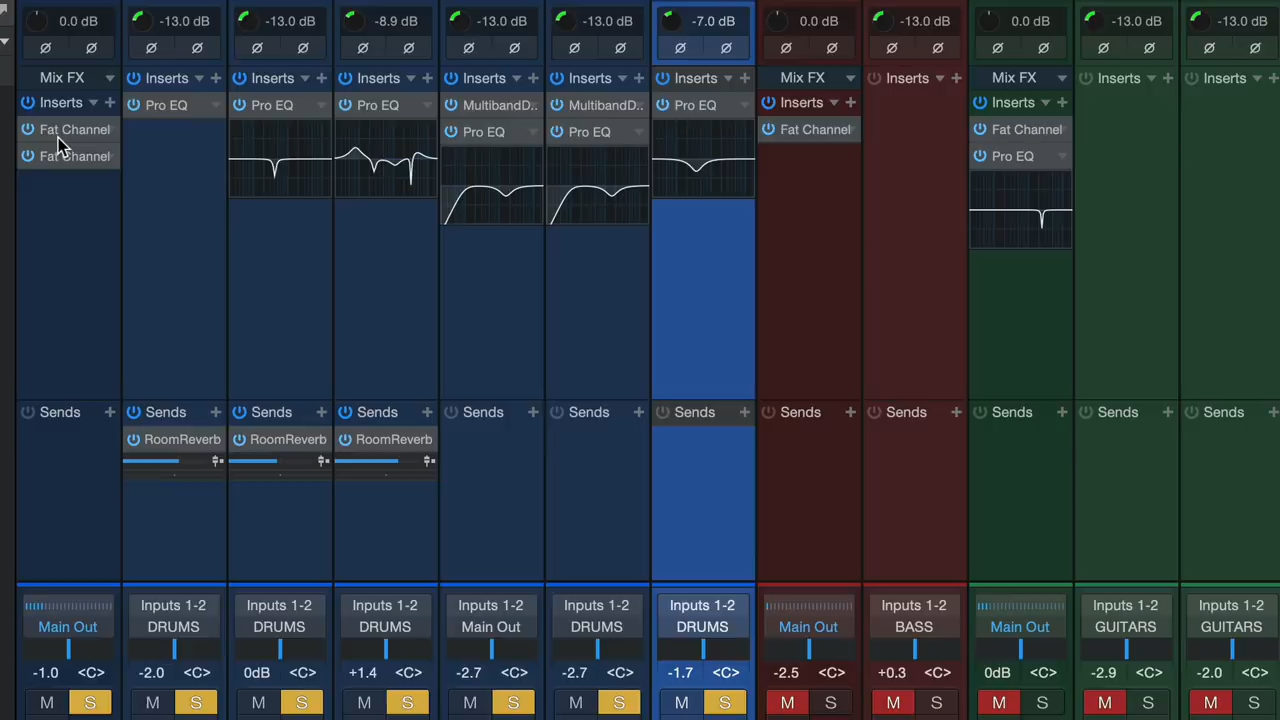 0.0 dB -13.0 dB -13.0 dB -8.9 dB -13.0 dB -13.0 dB -7.0 dB 0.0 dB -13.0 dB 0.0 dB -13.0 dB -13.0 dB
Mix FX Inserts Inserts Inserts Inserts Inserts Inserts Mix FX Inserts Mix FX Inserts Inserts
Inserts Pro EQ Pro EQ Pro EQ MultibandD.. MultibandD.. Pro EQ Inserts Inserts
Fat Channel Pro EQ Pro EQ Fat Channel Fat Channel
Fat Channel Pro EQ
Sends Sends Sends Sends Sends Sends Sends Sends Sends Sends Sends Sends
RoomReverb RoomReverb RoomReverb
Inputs 1-2 Inputs 1-2 Inputs 1-2 Inputs 1-2 Inputs 1-2 Inputs 1-2 Inputs 1-2 Inputs 1-2 Inputs 1-2
Main Out DRUMS DRUMS DRUMS Main Out DRUMS DRUMS Main Out BASS Main Out GUITARS GUITARS
-1.0 <C> -2.0 <C> 0dB <C> +1.4 <C> -2.7 <C> -2.7 <C> -1.7 <C> -2.5 <C> +0.3 <C> 0dB <C> -2.9 <C> -2.0 <C>
M S M S M S M S M S M S M S M S M S M S M S M S